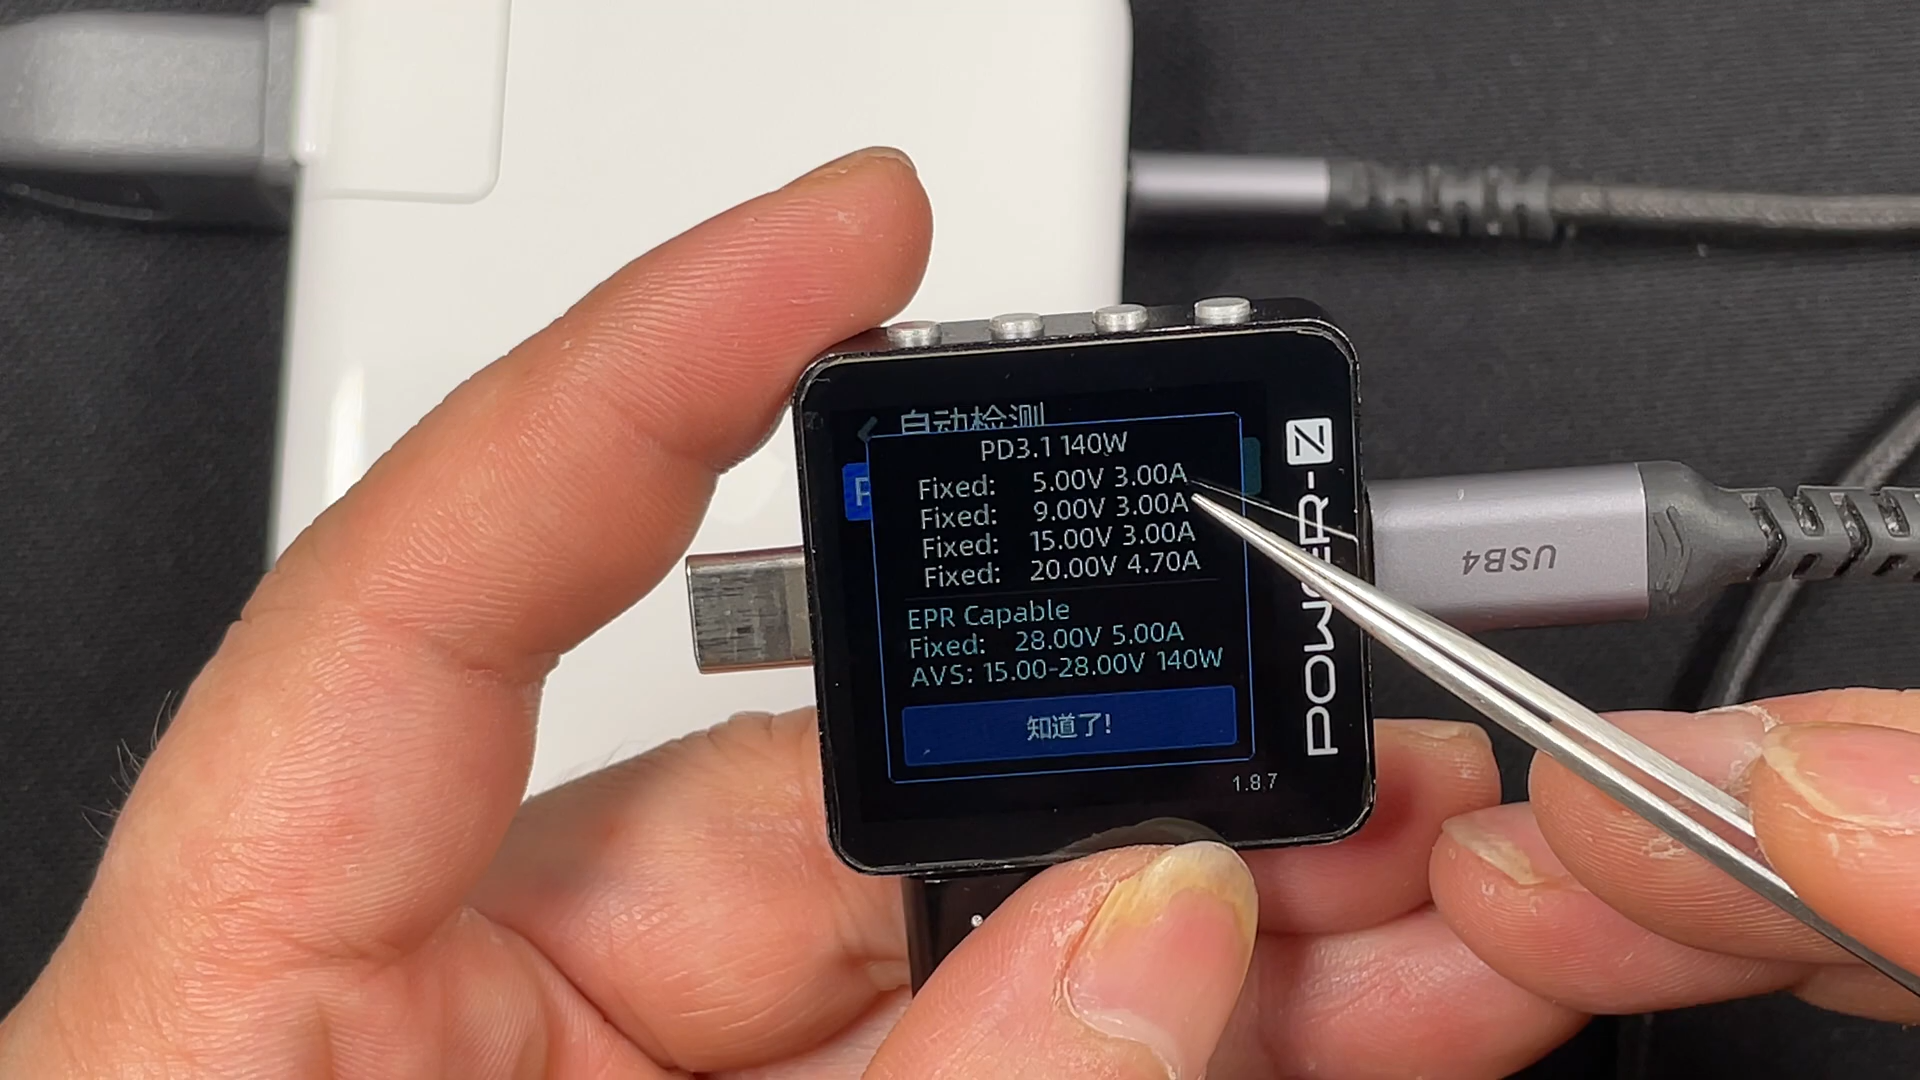 自动检测
PD3.1 140W
Fixed: 5.00V 3.00A
Fixed: 9.00V 3.00A
Fixed: 15.00V 3.00A
Fixed: 20.00V 4.70A
EPR Capable
Fixed: 28.00V 5.00A
AVS: 15.00-28.00V 140W
知道了!
1.8.7
POWER-Z
USB4